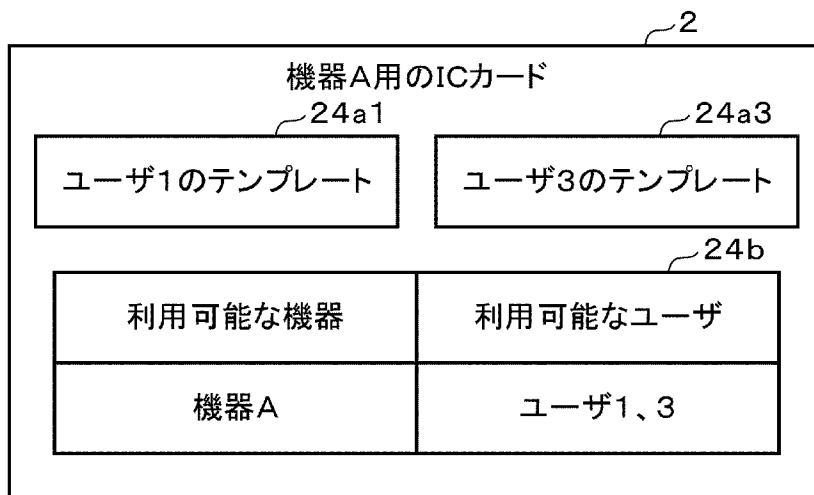 2
機器A用のICカード
24a1
24a3
ユーザ1のテンプレート
ユーザ3のテンプレート
24b
利用可能な機器
利用可能なユーザ
機器A
ユーザ1、3